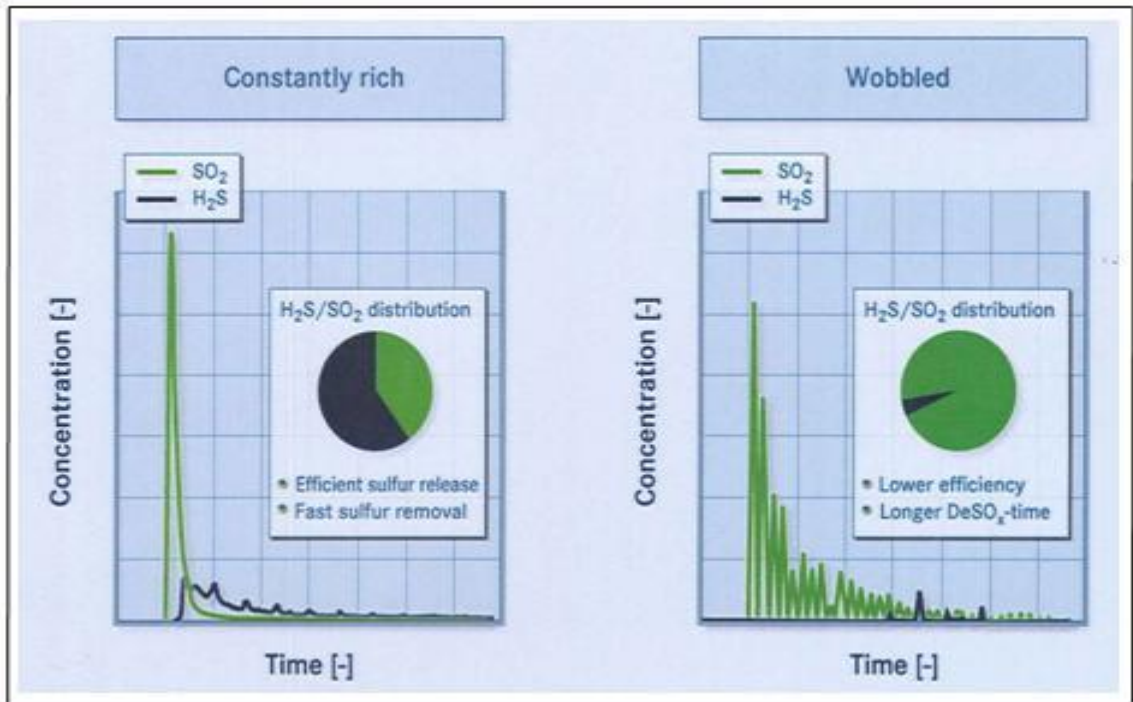 Constantly rich
SO₂
H₂S
Concentration [-]
H₂S/SO₂ distribution
Efficient sulfur release
Fast sulfur removal
Time [-]
Wobbled
SO₂
H₂S
Concentration [-]
H₂S/SO₂ distribution
Lower efficiency
Longer DeSOₓ-time
Time [-]